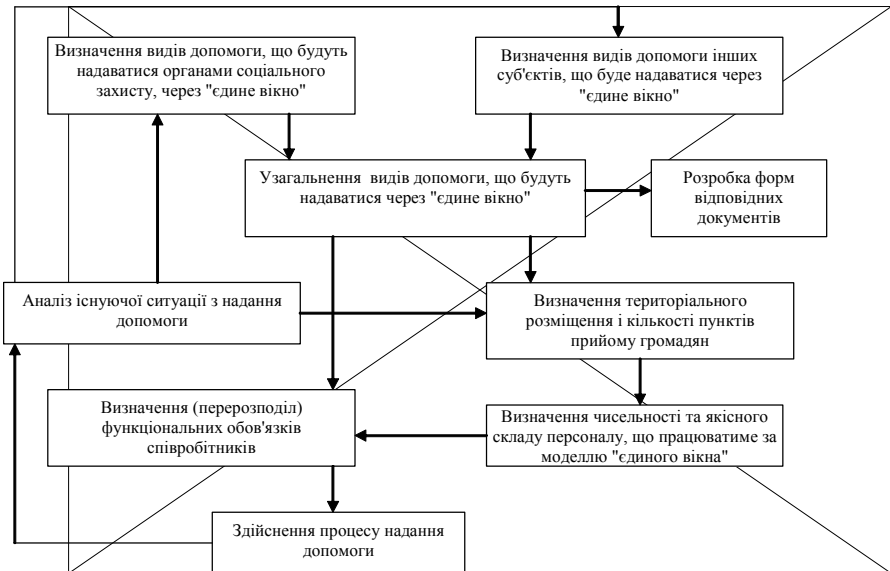 Визначення видів допомоги, що будуть
надаватися органами соціального
захисту, через "єдине вікно"
Визначення видів допомоги інших
суб'єктів, що буде надаватися через
"єдине вікно"
Узагальнення видів допомоги, що будуть
надаватися через "єдине вікно"
Розробка форм
відповідних
документів
Аналіз існуючої ситуації з надання
допомоги
Визначення територіального
розміщення і кількості пунктів
прийому громадян
Визначення (перерозподіл)
функціональних обов'язків
співробітників
Визначення чисельності та якісного
складу персоналу, що працюватиме за
моделлю "єдиного вікна"
Здійснення процесу надання
допомоги